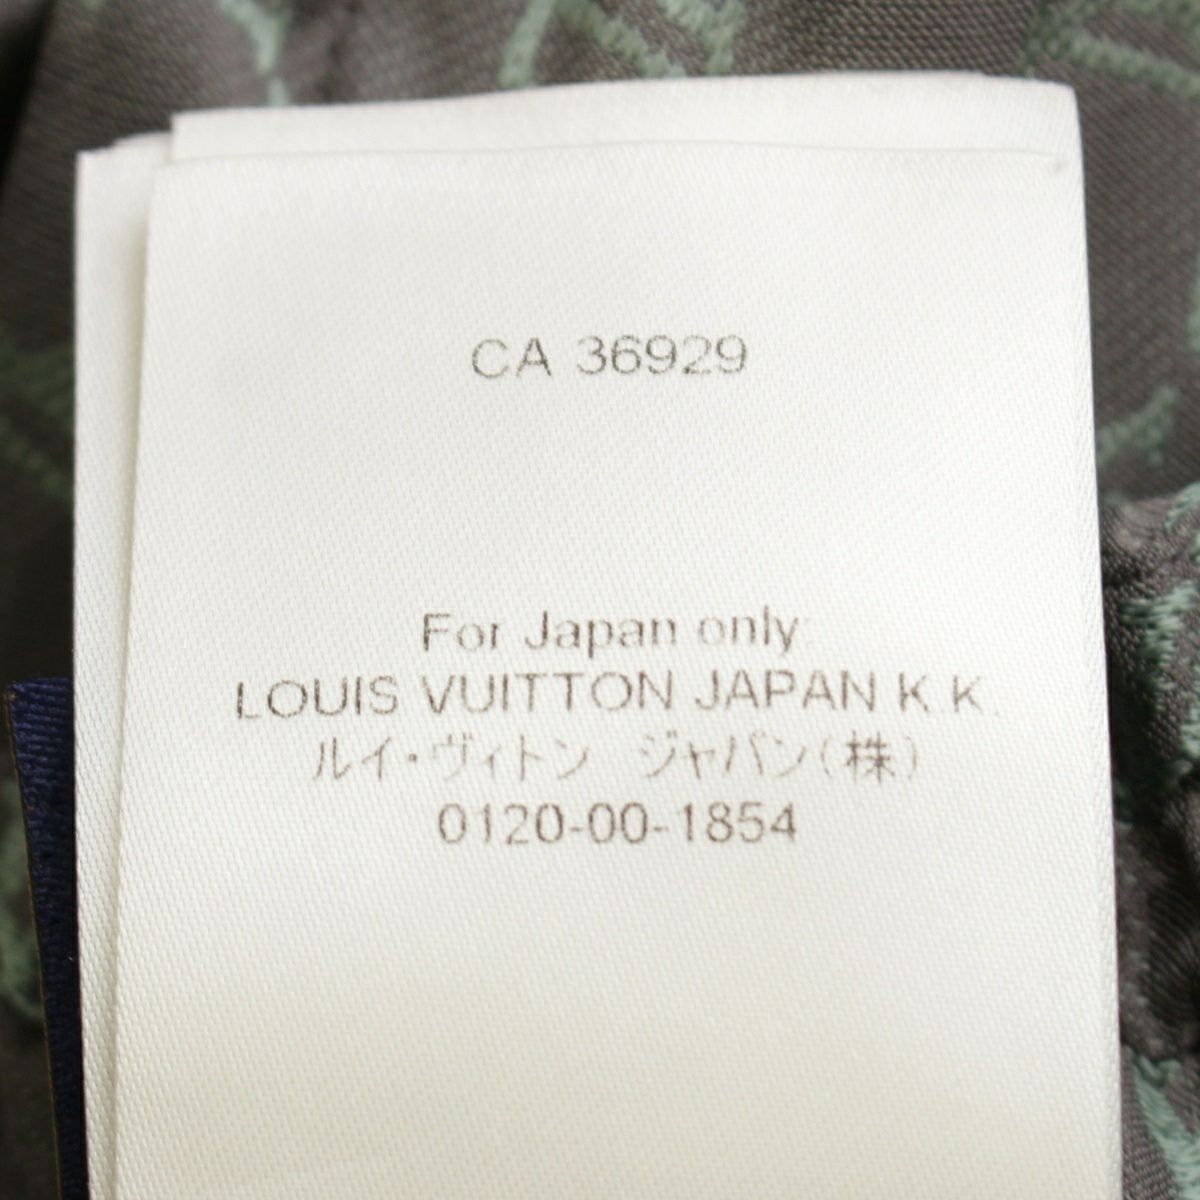 CA 36929
For Japan only:
LOUIS VUITTON JAPAN K.K.
ルイ・ヴィトン ジャパン(株)
0120-00-1854